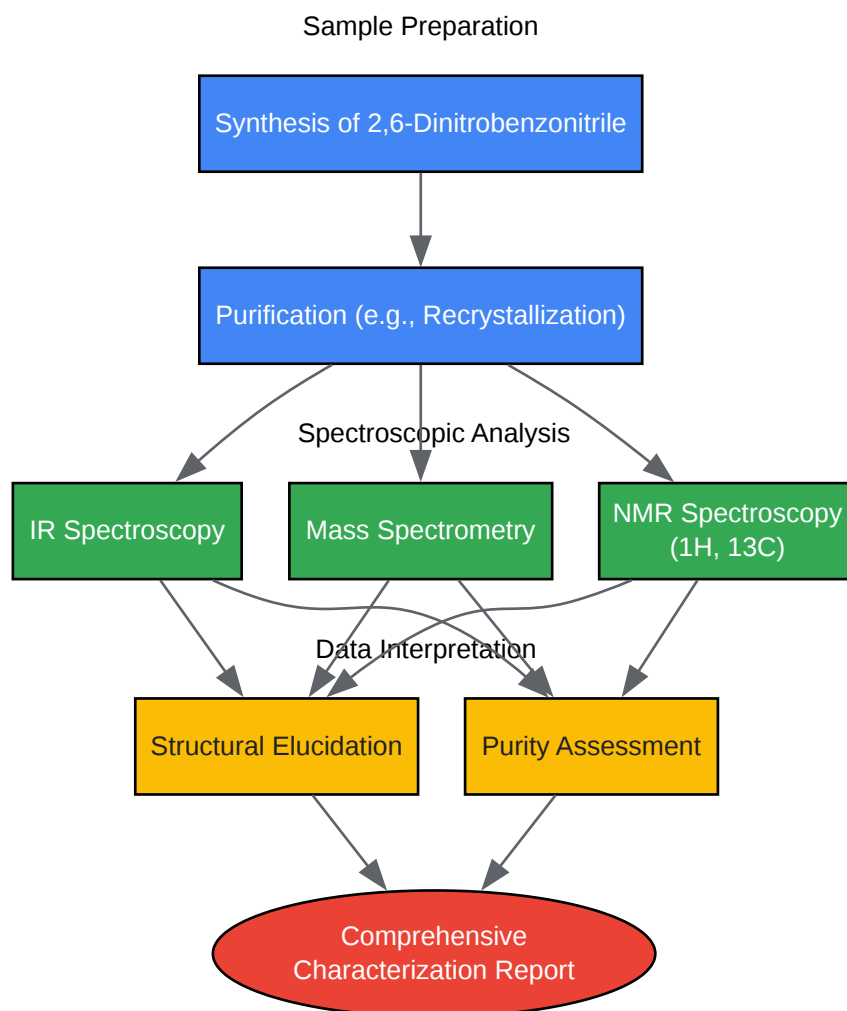 Sample Preparation
Synthesis of 2,6-Dinitrobenzonitrile
Purification (e.g., Recrystallization)
Spectroscopic Analysis
IR Spectroscopy
Mass Spectrometry
NMR Spectroscopy
(1H, 13C)
Data Interpretation
Structural Elucidation
Purity Assessment
Comprehensive
Characterization Report